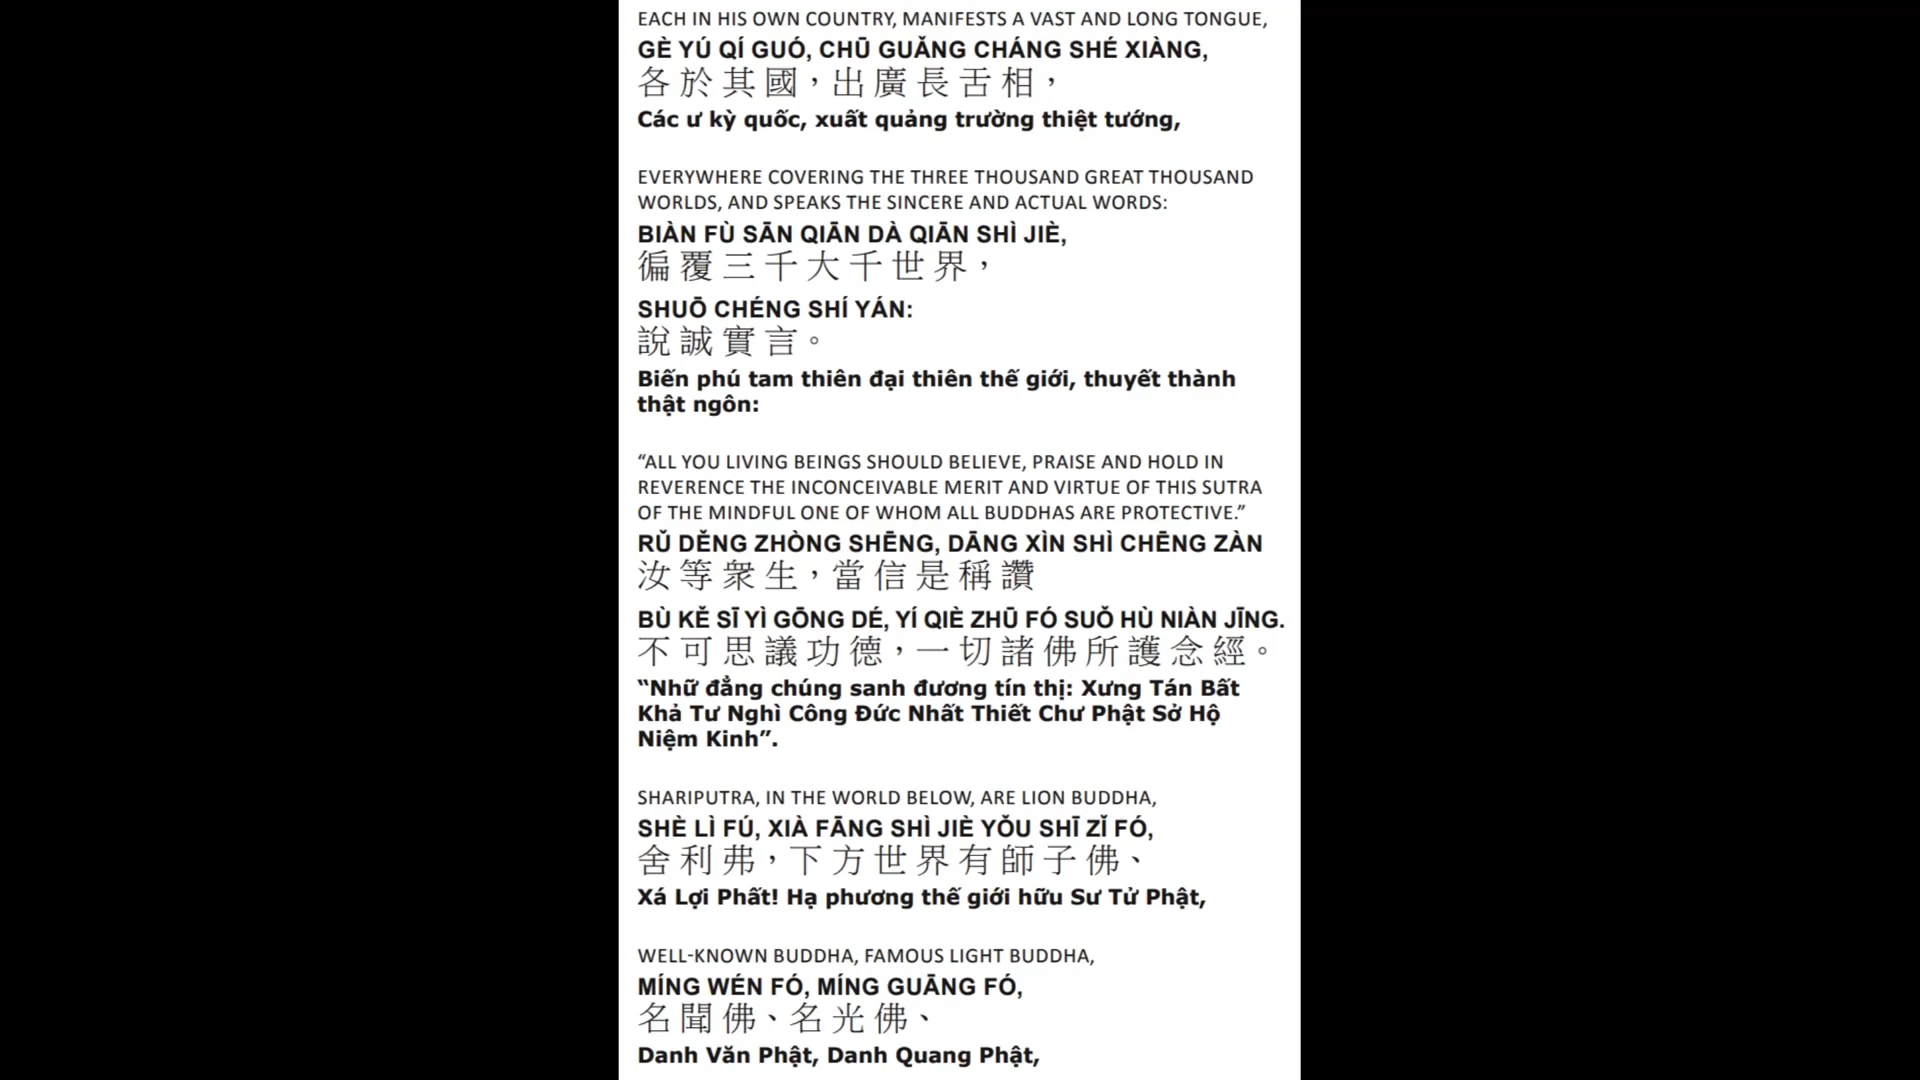 EACH IN HIS OWN COUNTRY, MANIFESTS A VAST AND LONG TONGUE,
GÈ YÚ QÍ GUÓ, CHŪ GUǍNG CHÁNG SHÉ XIÀNG,
各於其國，出廣長舌相，
Các ư kỳ quốc, xuất quảng trường thiệt tướng,
EVERYWHERE COVERING THE THREE THOUSAND GREAT THOUSAND
WORLDS, AND SPEAKS THE SINCERE AND ACTUAL WORDS:
BIÀN FÙ SĀN QIĀN DÀ QIĀN SHÌ JIÈ,
徧覆三千大千世界，
SHUŌ CHÉNG SHÍ YÁN:
說誠實言。
Biến phú tam thiên đại thiên thế giới, thuyết thành
thật ngôn:
“ALL YOU LIVING BEINGS SHOULD BELIEVE, PRAISE AND HOLD IN
REVERENCE THE INCONCEIVABLE MERIT AND VIRTUE OF THIS SUTRA
OF THE MINDFUL ONE OF WHOM ALL BUDDHAS ARE PROTECTIVE.”
RǓ DĚNG ZHÒNG SHĒNG, DĀNG XÌN SHÌ CHĒNG ZÀN
汝等衆生，當信是稱讚
BÙ KĚ SĪ YÌ GŌNG DÉ, YÍ QIÈ ZHŪ FÓ SUǑ HÙ NIÀN JĪNG.
不可思議功德，一切諸佛所護念經。
“Nhữ đẳng chúng sanh đương tín thị: Xưng Tán Bất
Khả Tư Nghì Công Đức Nhất Thiết Chư Phật Sở Hộ
Niệm Kinh”.
SHARIPUTRA, IN THE WORLD BELOW, ARE LION BUDDHA,
SHÈ LÌ FÚ, XIÀ FĀNG SHÌ JIÈ YǑU SHĪ ZǏ FÓ,
舍利弗，下方世界有師子佛、
Xá Lợi Phất! Hạ phương thế giới hữu Sư Tử Phật,
WELL-KNOWN BUDDHA, FAMOUS LIGHT BUDDHA,
MÍNG WÉN FÓ, MÍNG GUĀNG FÓ,
名聞佛、名光佛、
Danh Văn Phật, Danh Quang Phật,